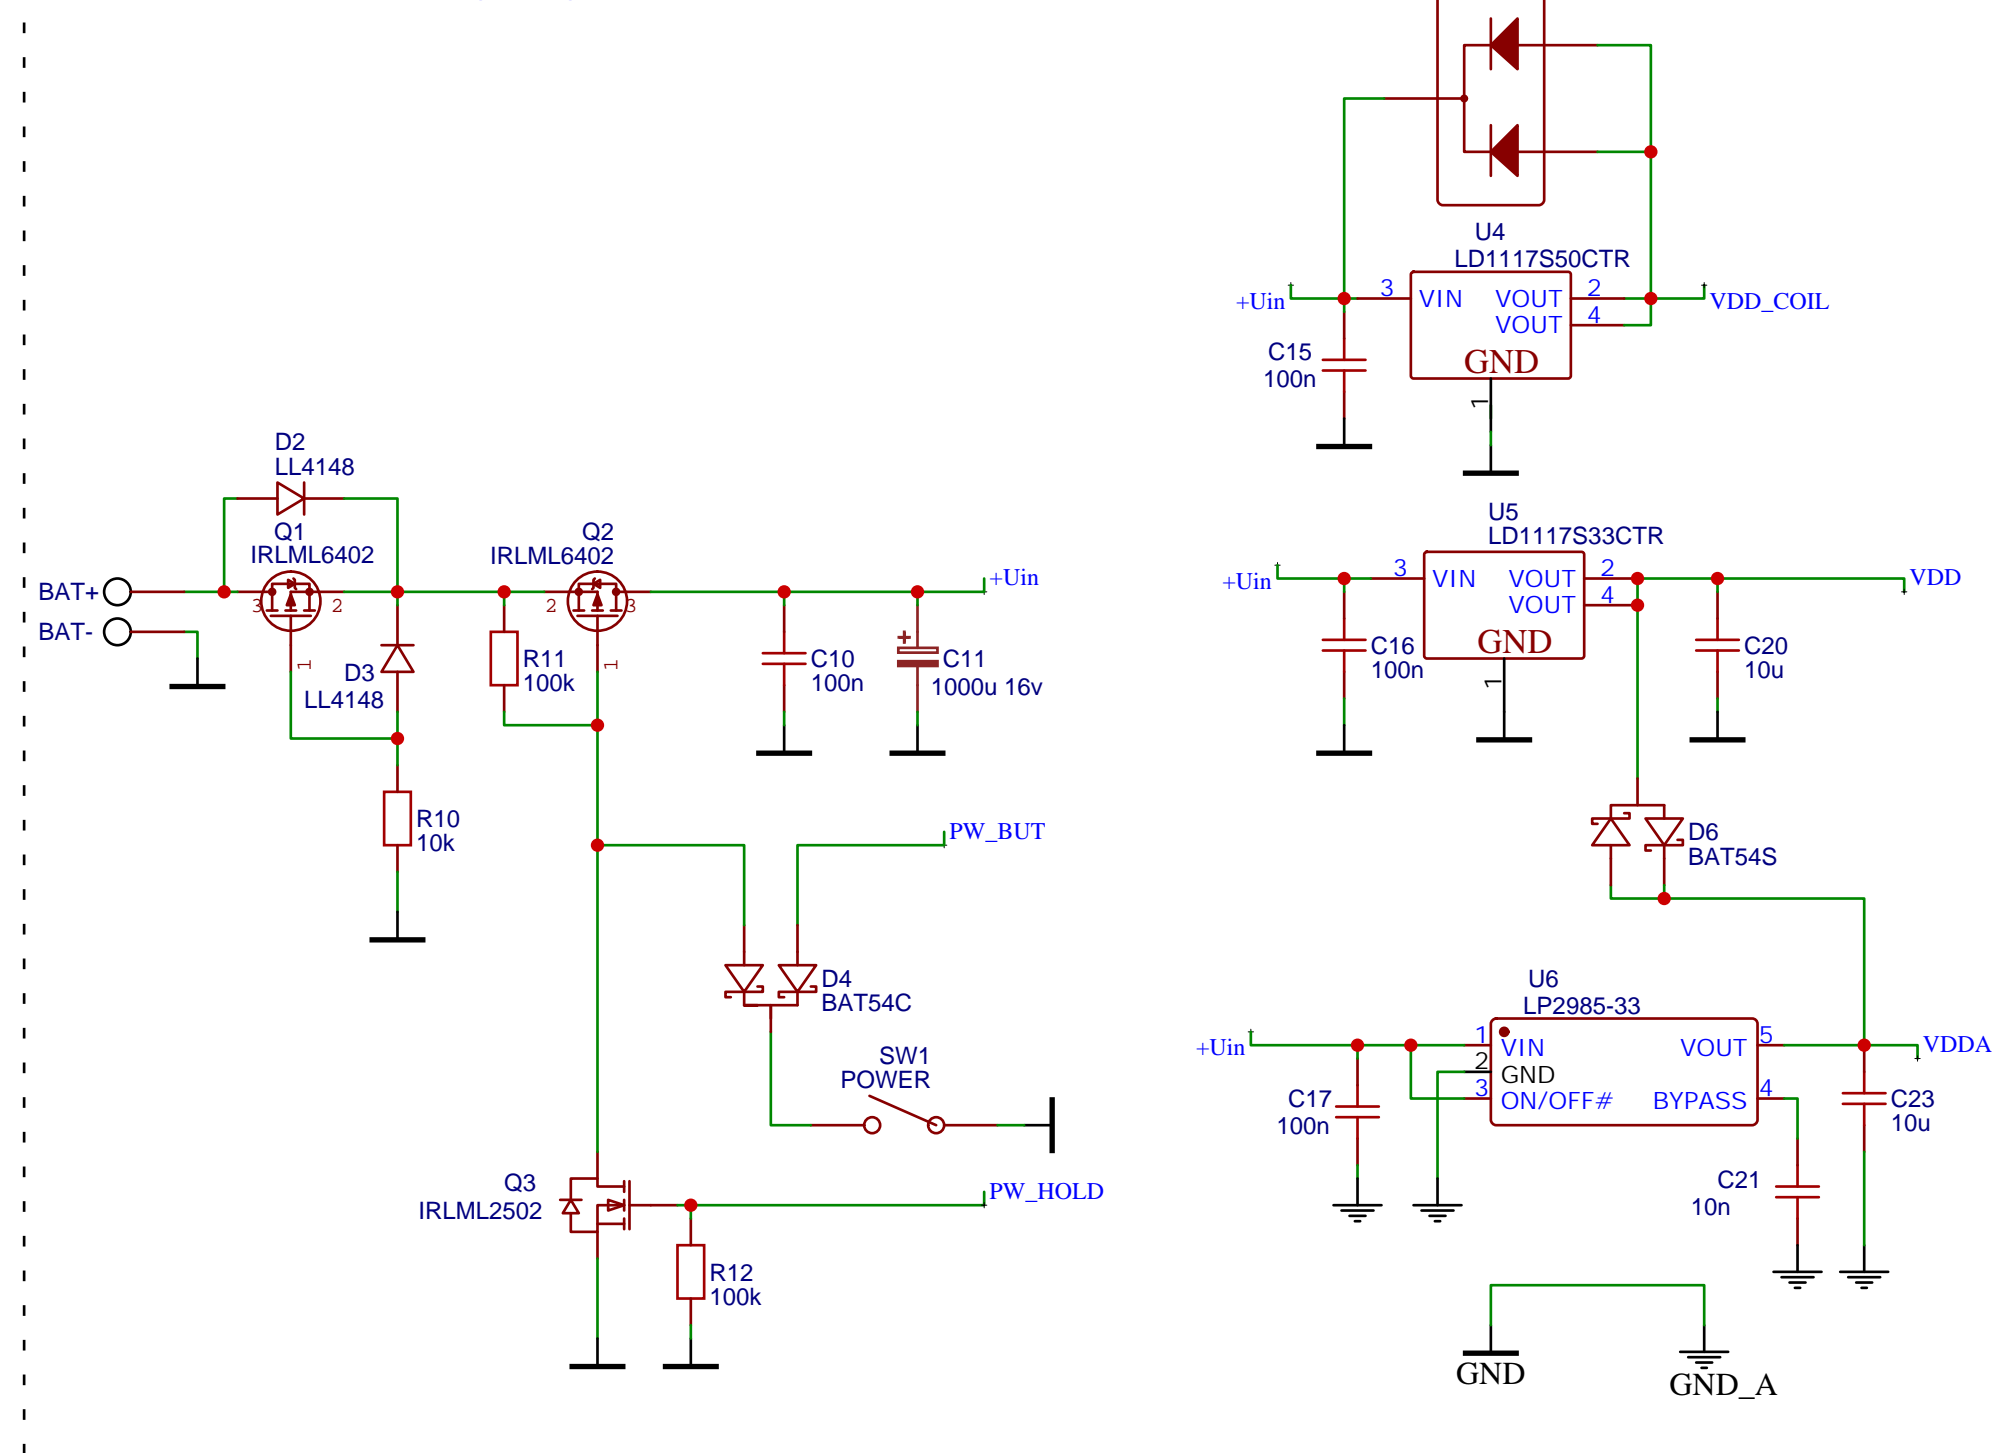 U4
LD1117S50CTR
+Uin
3
VIN
VOUT
2
VOUT
4
VDD_COIL
GND
1
C15
100n
D2
LL4148
Q1
IRLML6402
BAT+
BAT-
3
2
1
D3
LL4148
R10
10k
Q2
IRLML6402
2
3
1
R11
100k
+Uin
C10
100n
C11
1000u 16v
U5
LD1117S33CTR
+Uin
3
VIN
VOUT
2
VOUT
4
VDD
GND
1
C16
100n
C20
10u
PW_BUT
D4
BAT54C
SW1
POWER
D6
BAT54S
Q3
IRLML2502
PW_HOLD
R12
100k
U6
LP2985-33
+Uin
1
VIN
VOUT
5
VDDA
2
GND
3
ON/OFF#
BYPASS
4
C17
100n
C23
10u
C21
10n
GND
GND_A